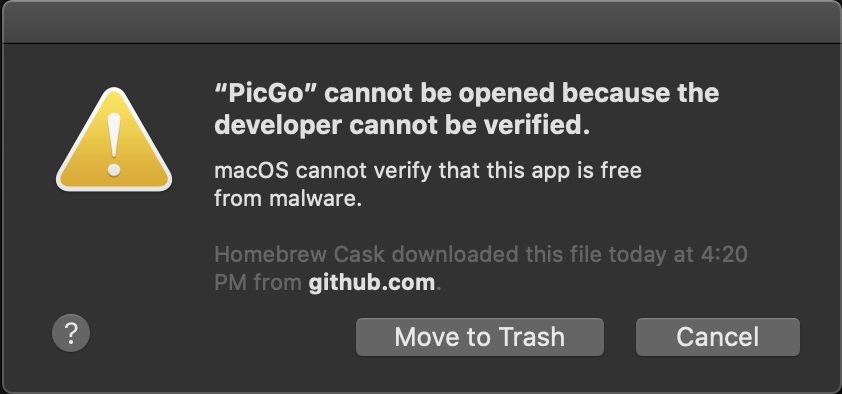 “PicGo” cannot be opened because the
developer cannot be verified.
macOS cannot verify that this app is free
from malware.
Homebrew Cask downloaded this file today at 4:20
PM from github.com.
?
Move to Trash
Cancel